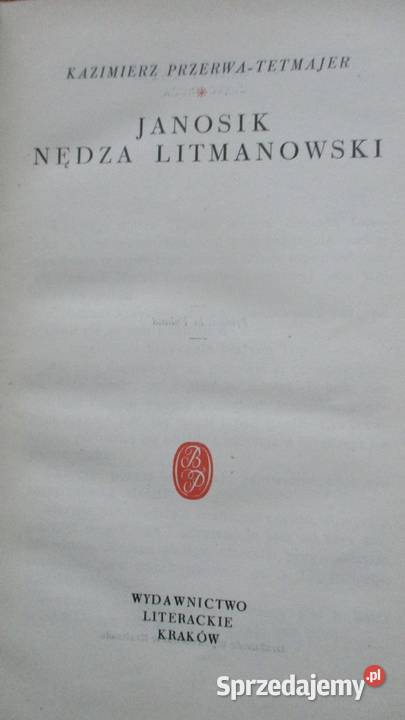 KAZIMIERZ PRZERWA-TETMAJER
*
JANOSIK
NĘDZA LITMANOWSKI
BP
WYDAWNICTWO
LITERACKIE
KRAKÓW
Sprzedajemy.pl